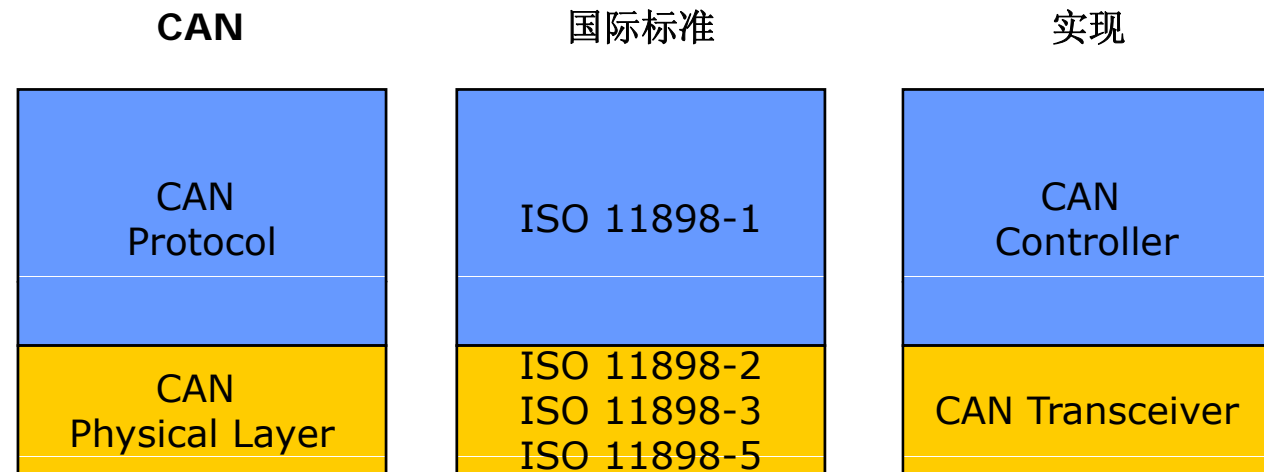 CAN
国际标准
实现
CAN
Protocol
ISO 11898-1
CAN
Controller
CAN
Physical Layer
ISO 11898-2
ISO 11898-3
ISO 11898-5
CAN Transceiver